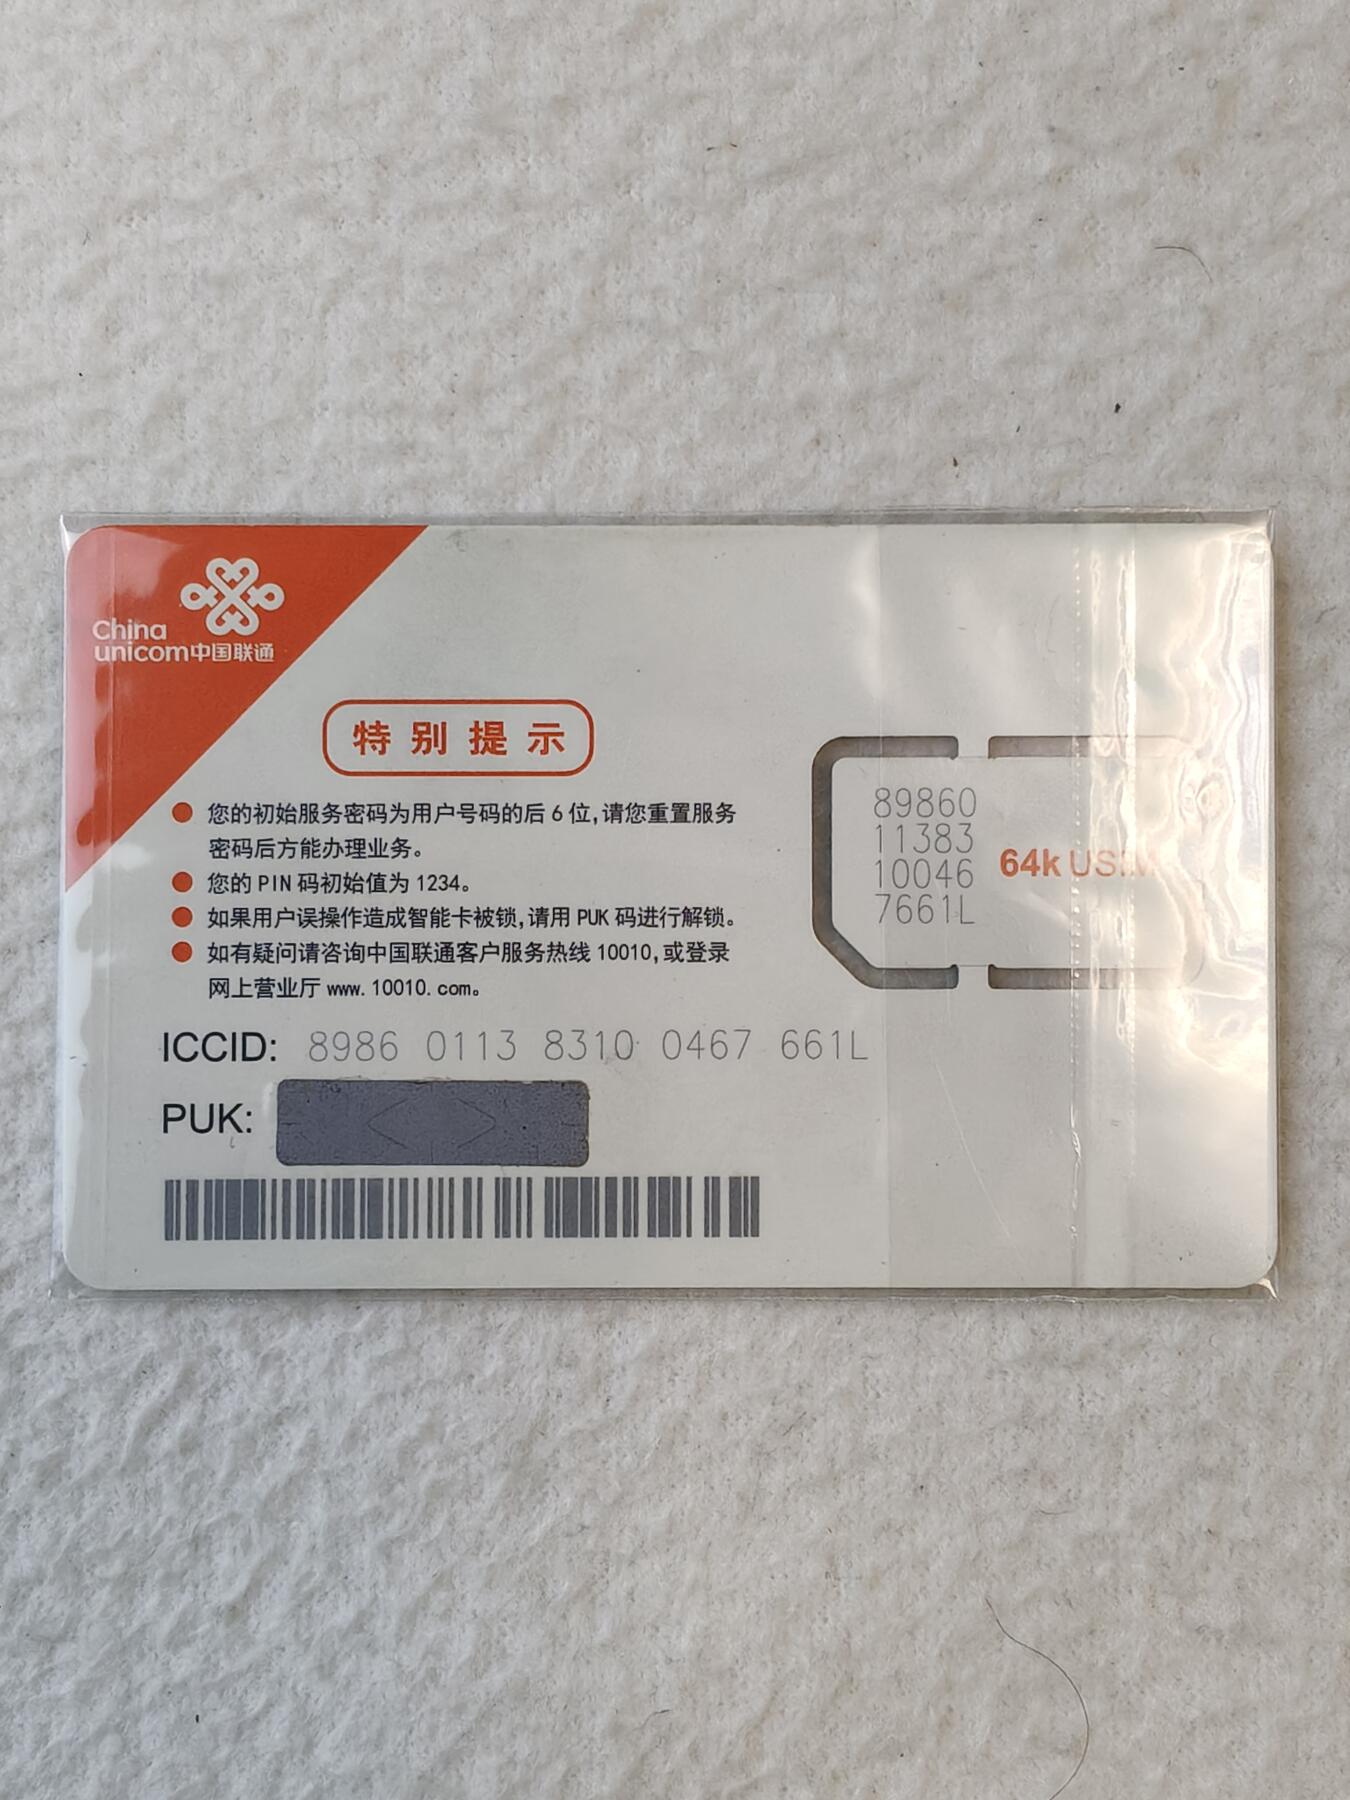 China
unicom中国联通
特别提示
您的初始服务密码为用户号码的后6位,请您重置服务
密码后方能办理业务。
您的PIN码初始值为1234。
如果用户误操作造成智能卡被锁,请用PUK码进行解锁。
如有疑问请咨询中国联通客户服务热线10010,或登录
网上营业厅www.10010.com。
ICCID: 8986 0113 8310 0467 661L
PUK:
89860
11383
10046
7661L
64k USIM